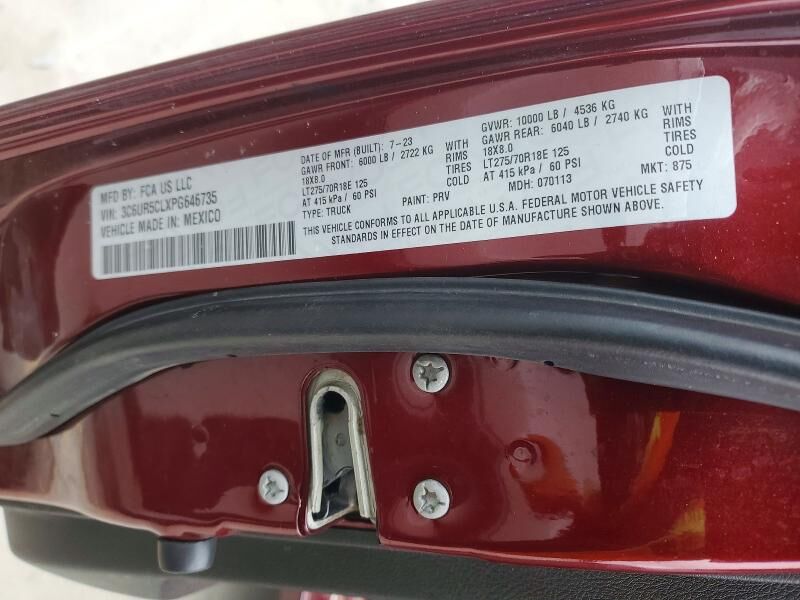 MFD BY: FCA US LLC
VIN: 3C6UR5CLXPG646735
VEHICLE MADE IN: MEXICO
DATE OF MFR (BUILT): 7-23
GAWR FRONT: 6000 LB / 2722 KG WITH
18X8.0 RIMS
LT275/70R18E 125 TIRES
AT 415 kPa / 60 PSI COLD
TYPE: TRUCK PAINT: PRV
GVWR: 10000 LB / 4536 KG
GAWR REAR: 6040 LB / 2740 KG WITH
18X8.0 RIMS
LT275/70R18E 125 TIRES
AT 415 kPa / 60 PSI COLD
MDH: 070113 MKT: 875
THIS VEHICLE CONFORMS TO ALL APPLICABLE U.S.A. FEDERAL MOTOR VEHICLE SAFETY
STANDARDS IN EFFECT ON THE DATE OF MANUFACTURE SHOWN ABOVE.